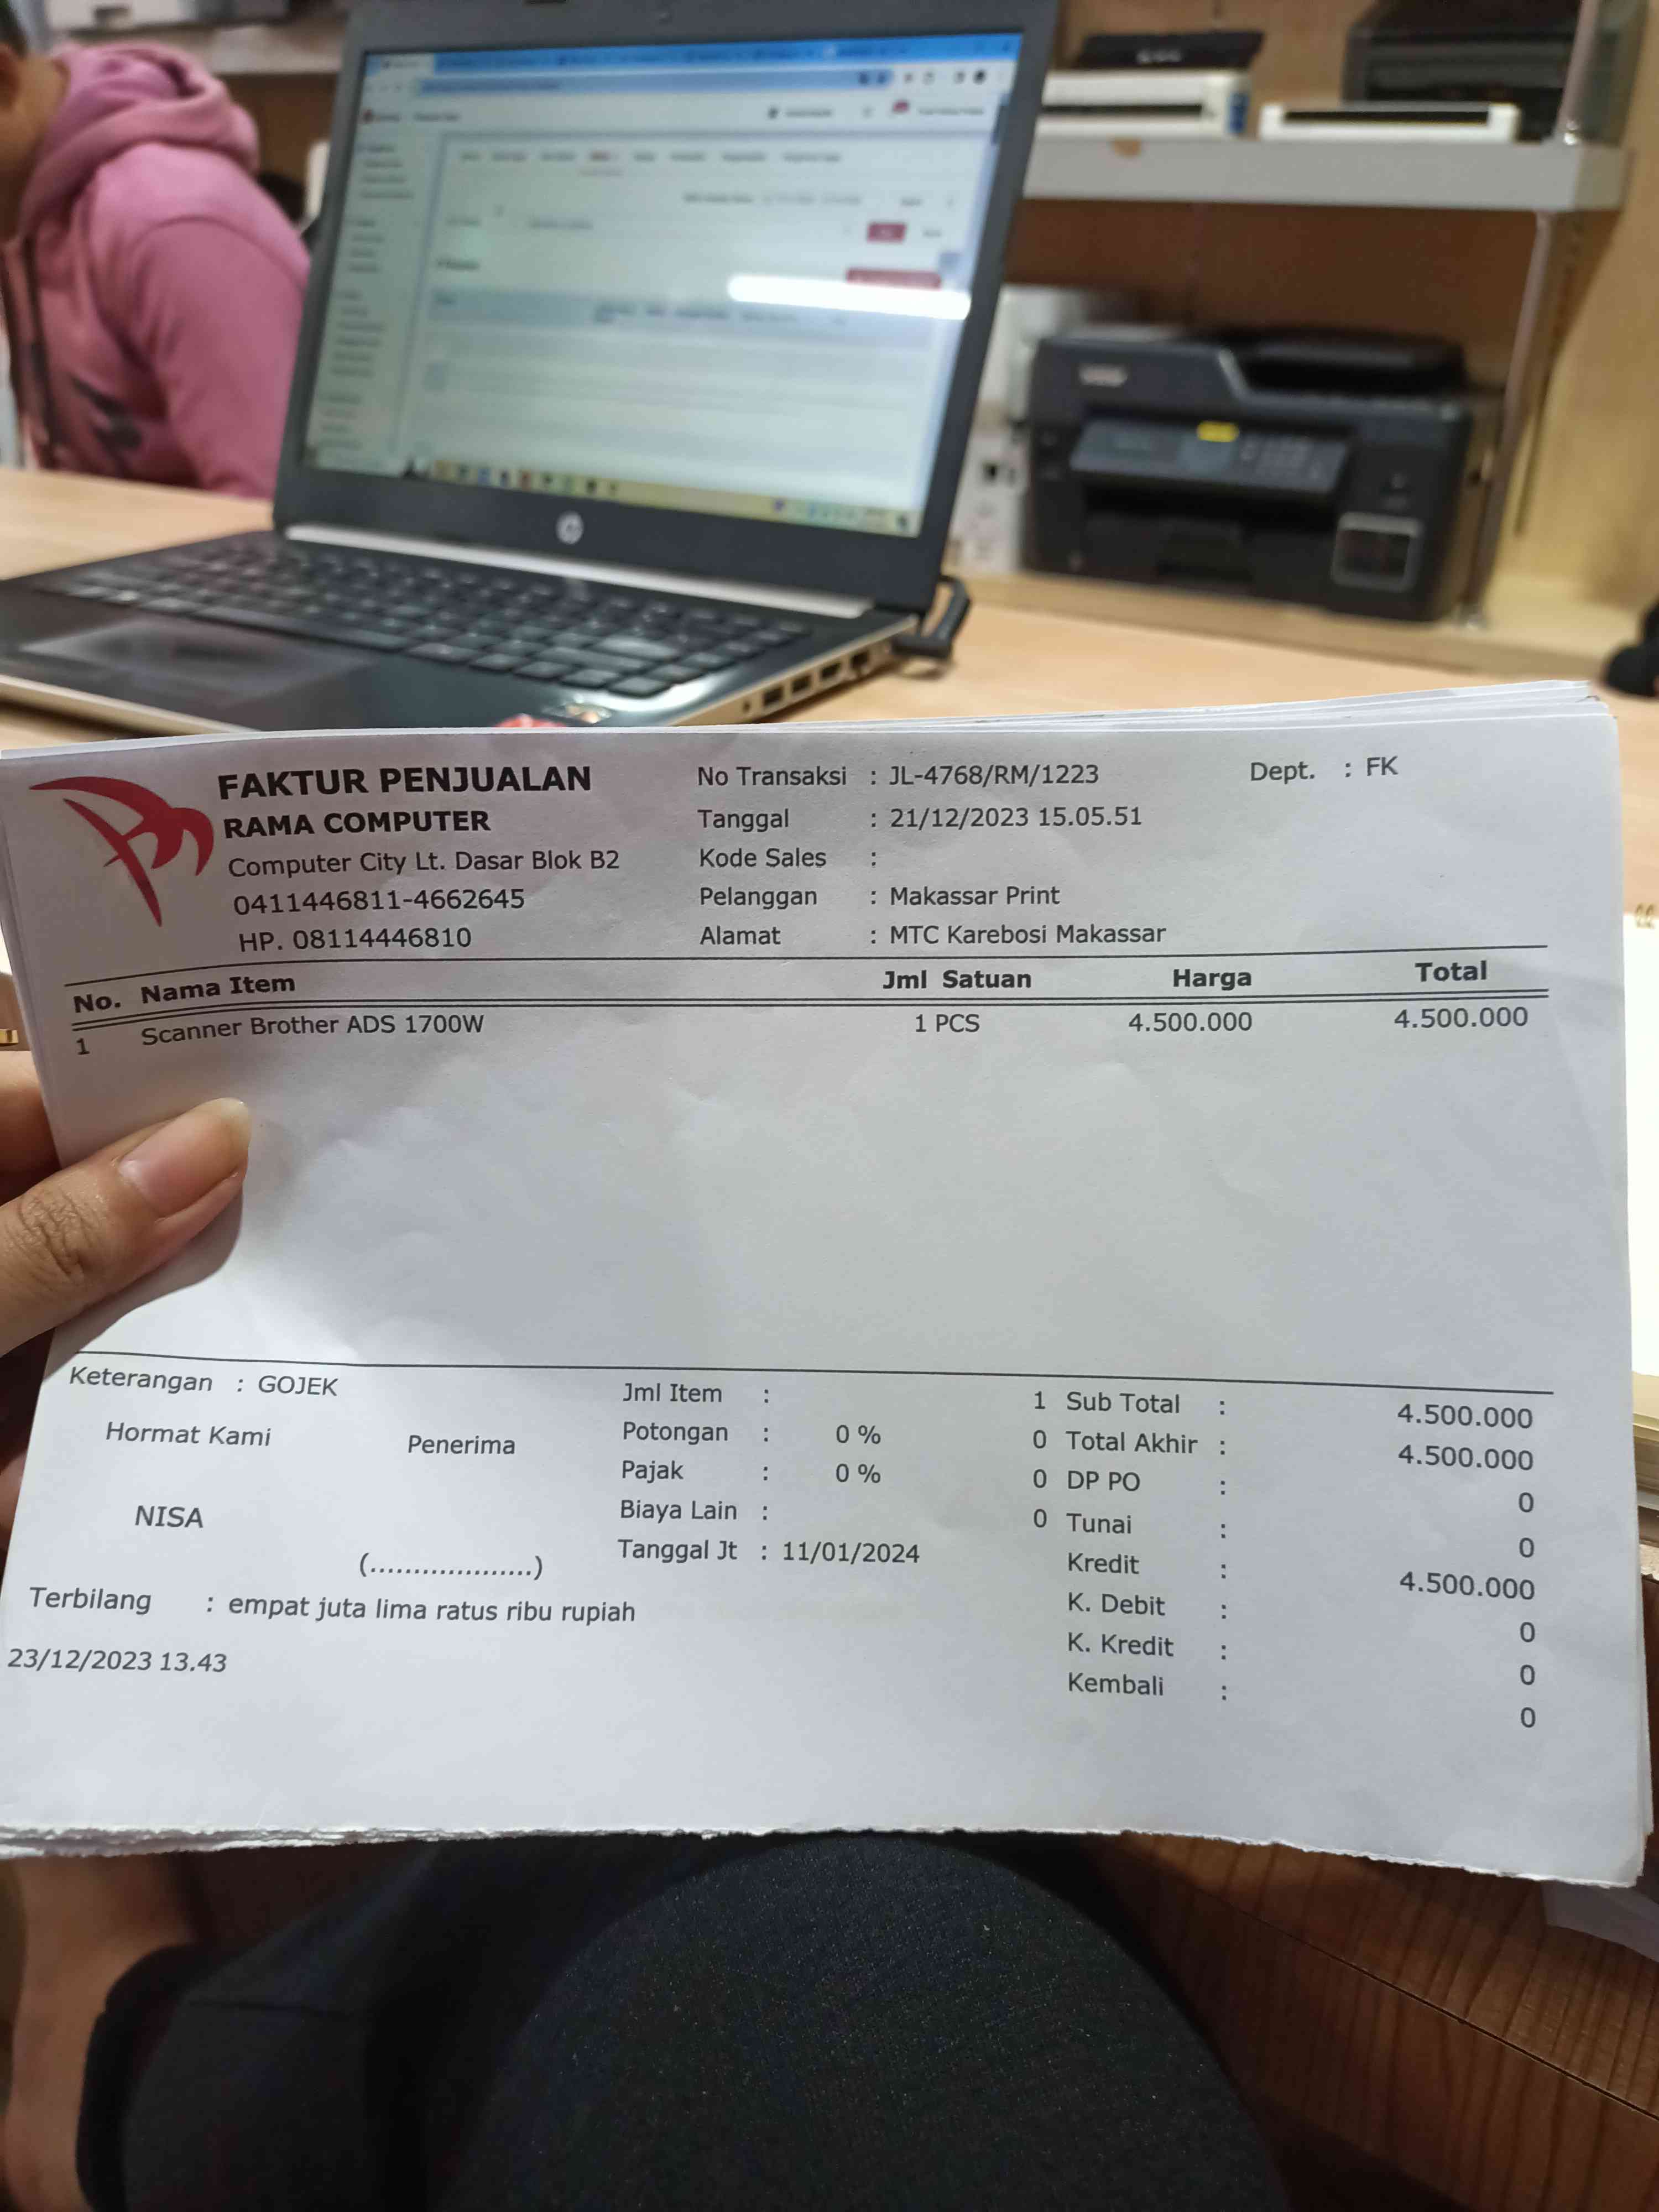 FAKTUR PENJUALAN
RAMA COMPUTER
Computer City Lt. Dasar Blok B2
0411446811-4662645
HP. 08114446810
No Transaksi : JL-4768/RM/1223 Dept. : FK
Tanggal : 21/12/2023 15.05.51
Kode Sales :
Pelanggan : Makassar Print
Alamat : MTC Karebosi Makassar
No. Nama Item Jml Satuan Harga Total
1 Scanner Brother ADS 1700W 1 PCS 4.500.000 4.500.000
Keterangan : GOJEK
Hormat Kami Penerima
NISA
(...................)
Terbilang : empat juta lima ratus ribu rupiah
23/12/2023 13.43
Jml Item : 1
Potongan : 0 % 0
Pajak : 0 % 0
Biaya Lain : 0
Tanggal Jt : 11/01/2024
Sub Total : 4.500.000
Total Akhir : 4.500.000
DP PO : 0
Tunai : 0
Kredit : 4.500.000
K. Debit : 0
K. Kredit : 0
Kembali : 0